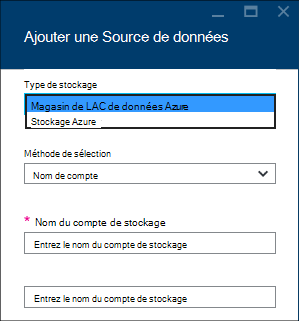 Ajouter une Source de données
Type de stockage
Magasin de LAC de données Azure
Stockage Azure
Méthode de sélection
Nom de compte
* Nom du compte de stockage
Entrez le nom du compte de stockage
Entrez le nom du compte de stockage